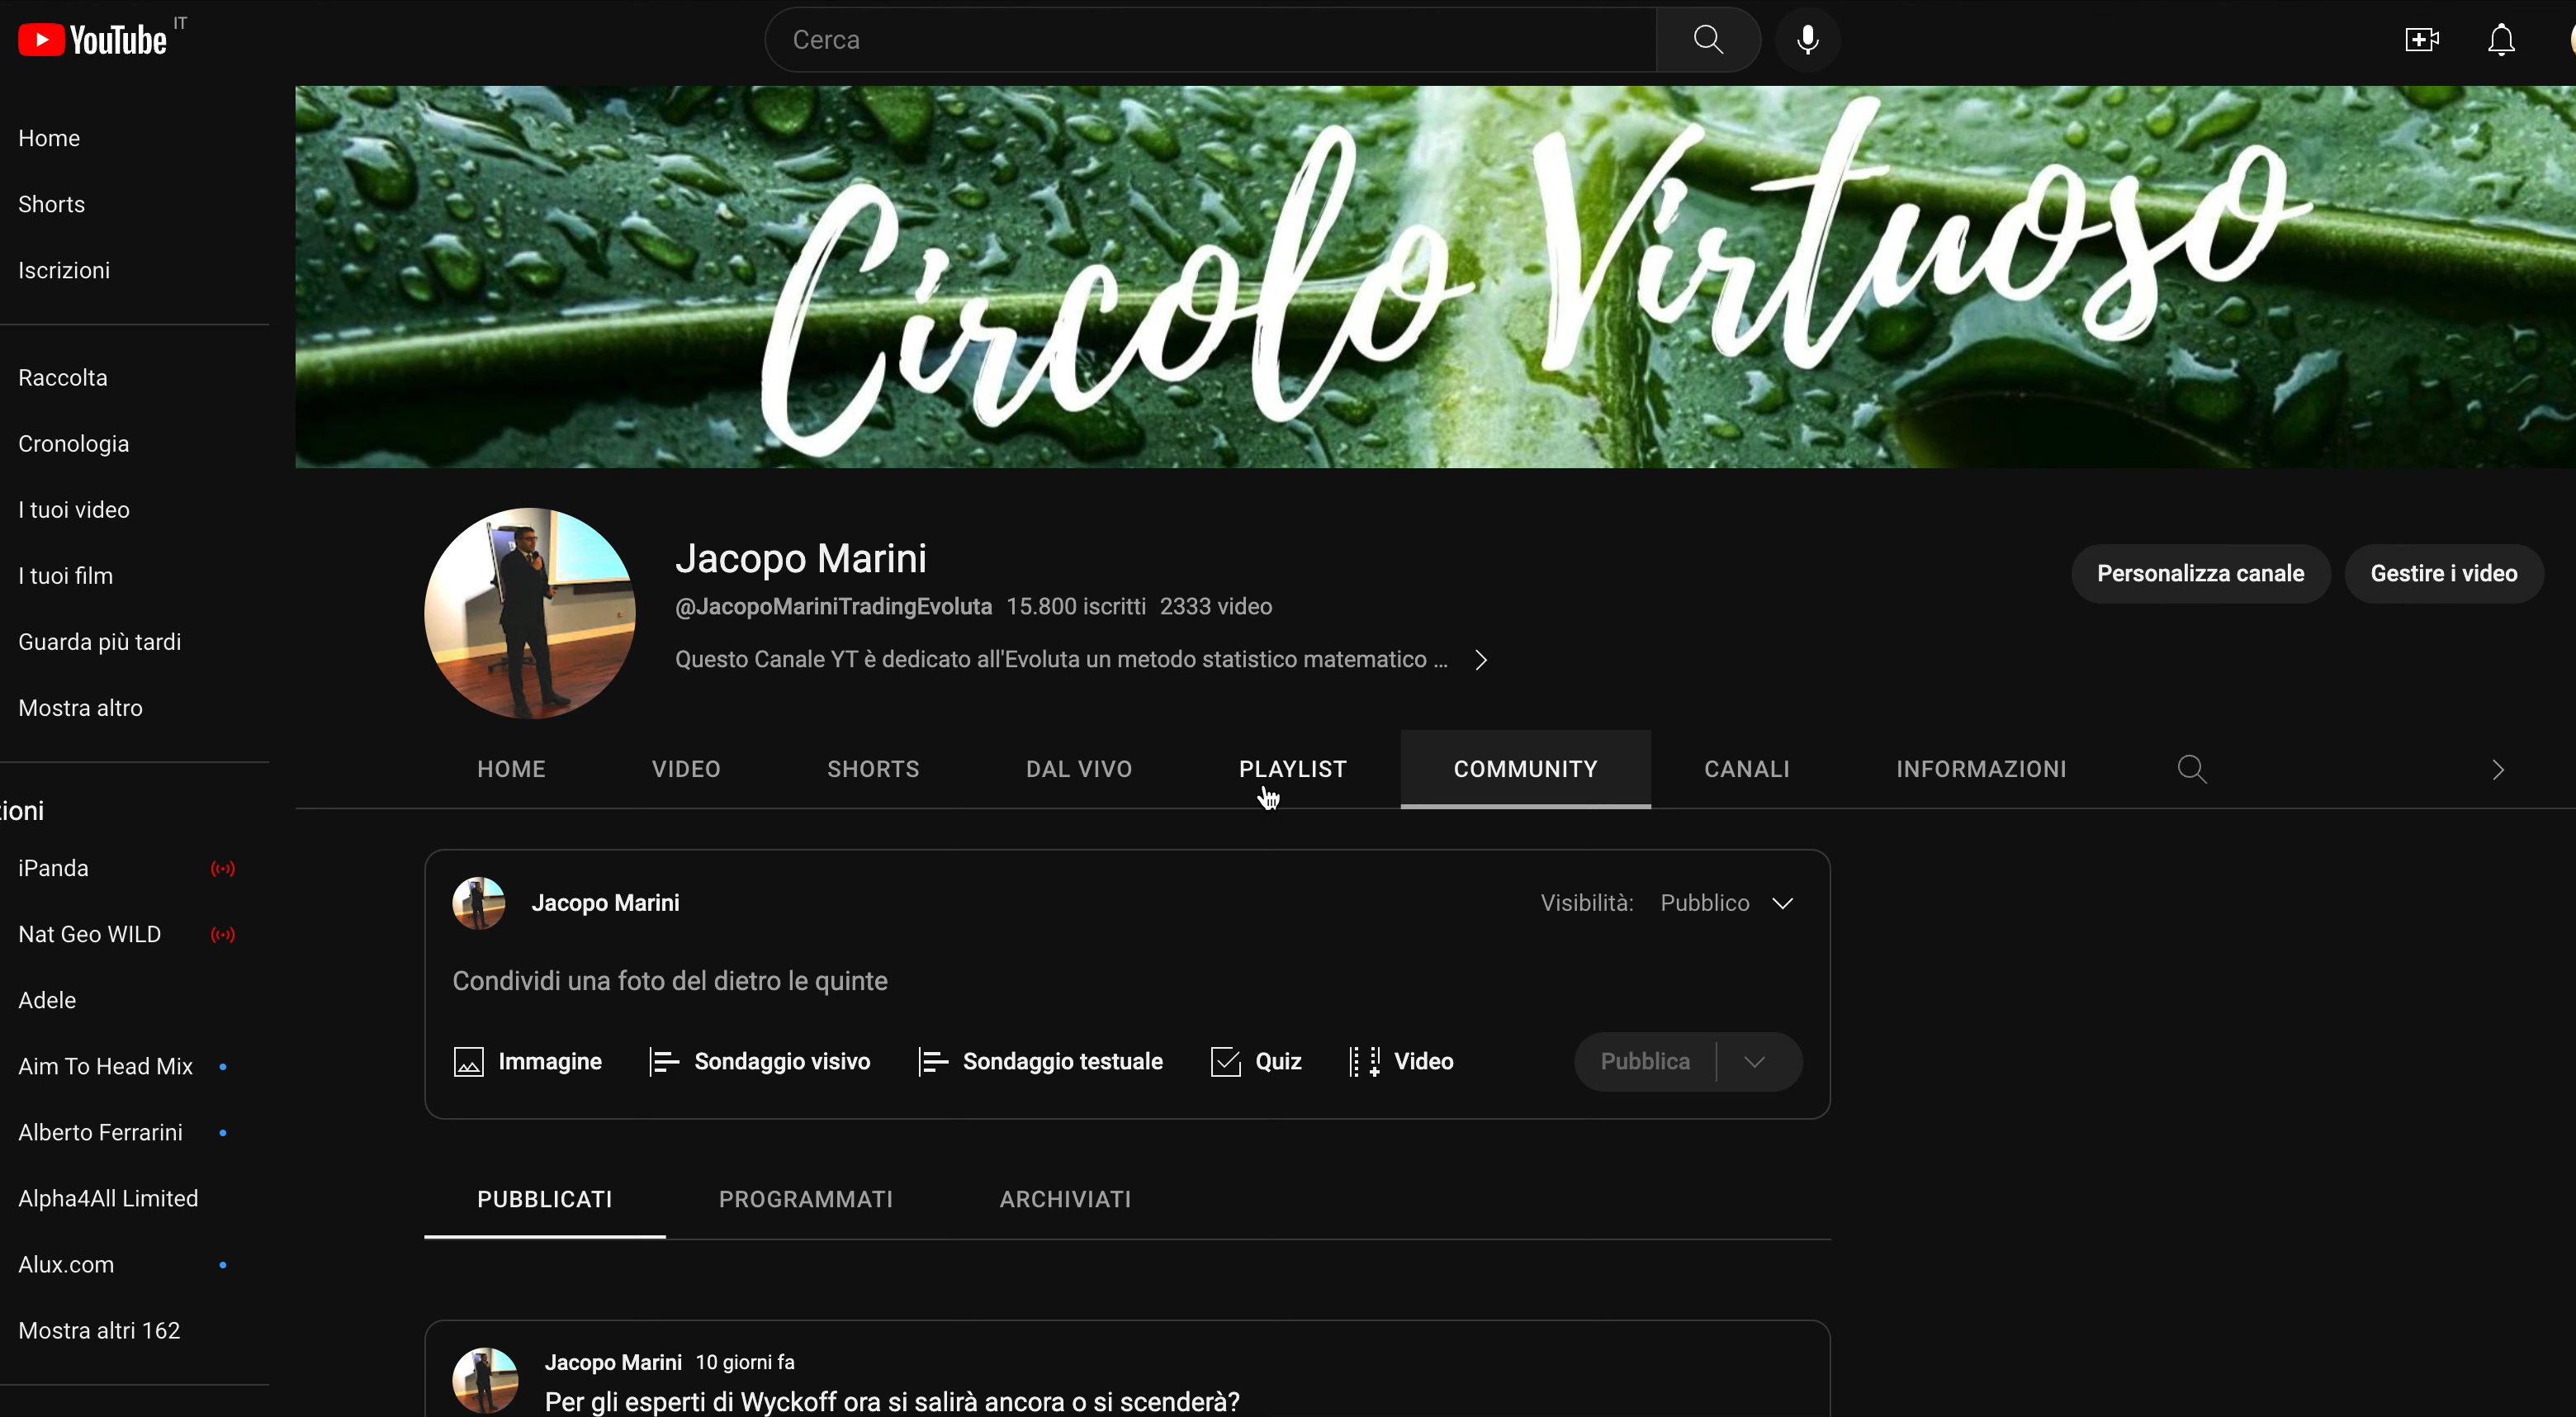 YouTube IT
Cerca
Home
Shorts
Iscrizioni
Raccolta
Cronologia
I tuoi video
I tuoi film
Guarda più tardi
Mostra altro
zioni
iPanda
Nat Geo WILD
Adele
Aim To Head Mix
Alberto Ferrarini
Alpha4All Limited
Alux.com
Mostra altri 162
Circolo Virtuoso
Jacopo Marini
@JacopoMariniTradingEvoluta 15.800 iscritti 2333 video
Questo Canale YT è dedicato all'Evoluta un metodo statistico matematico ...
Personalizza canale
Gestire i video
HOME VIDEO SHORTS DAL VIVO PLAYLIST COMMUNITY CANALI INFORMAZIONI
Jacopo Marini
Visibilità: Pubblico
Condividi una foto del dietro le quinte
Immagine Sondaggio visivo Sondaggio testuale Quiz Video Pubblica
PUBBLICATI PROGRAMMATI ARCHIVIATI
Jacopo Marini 10 giorni fa
Per gli esperti di Wyckoff ora si salirà ancora o si scenderà?